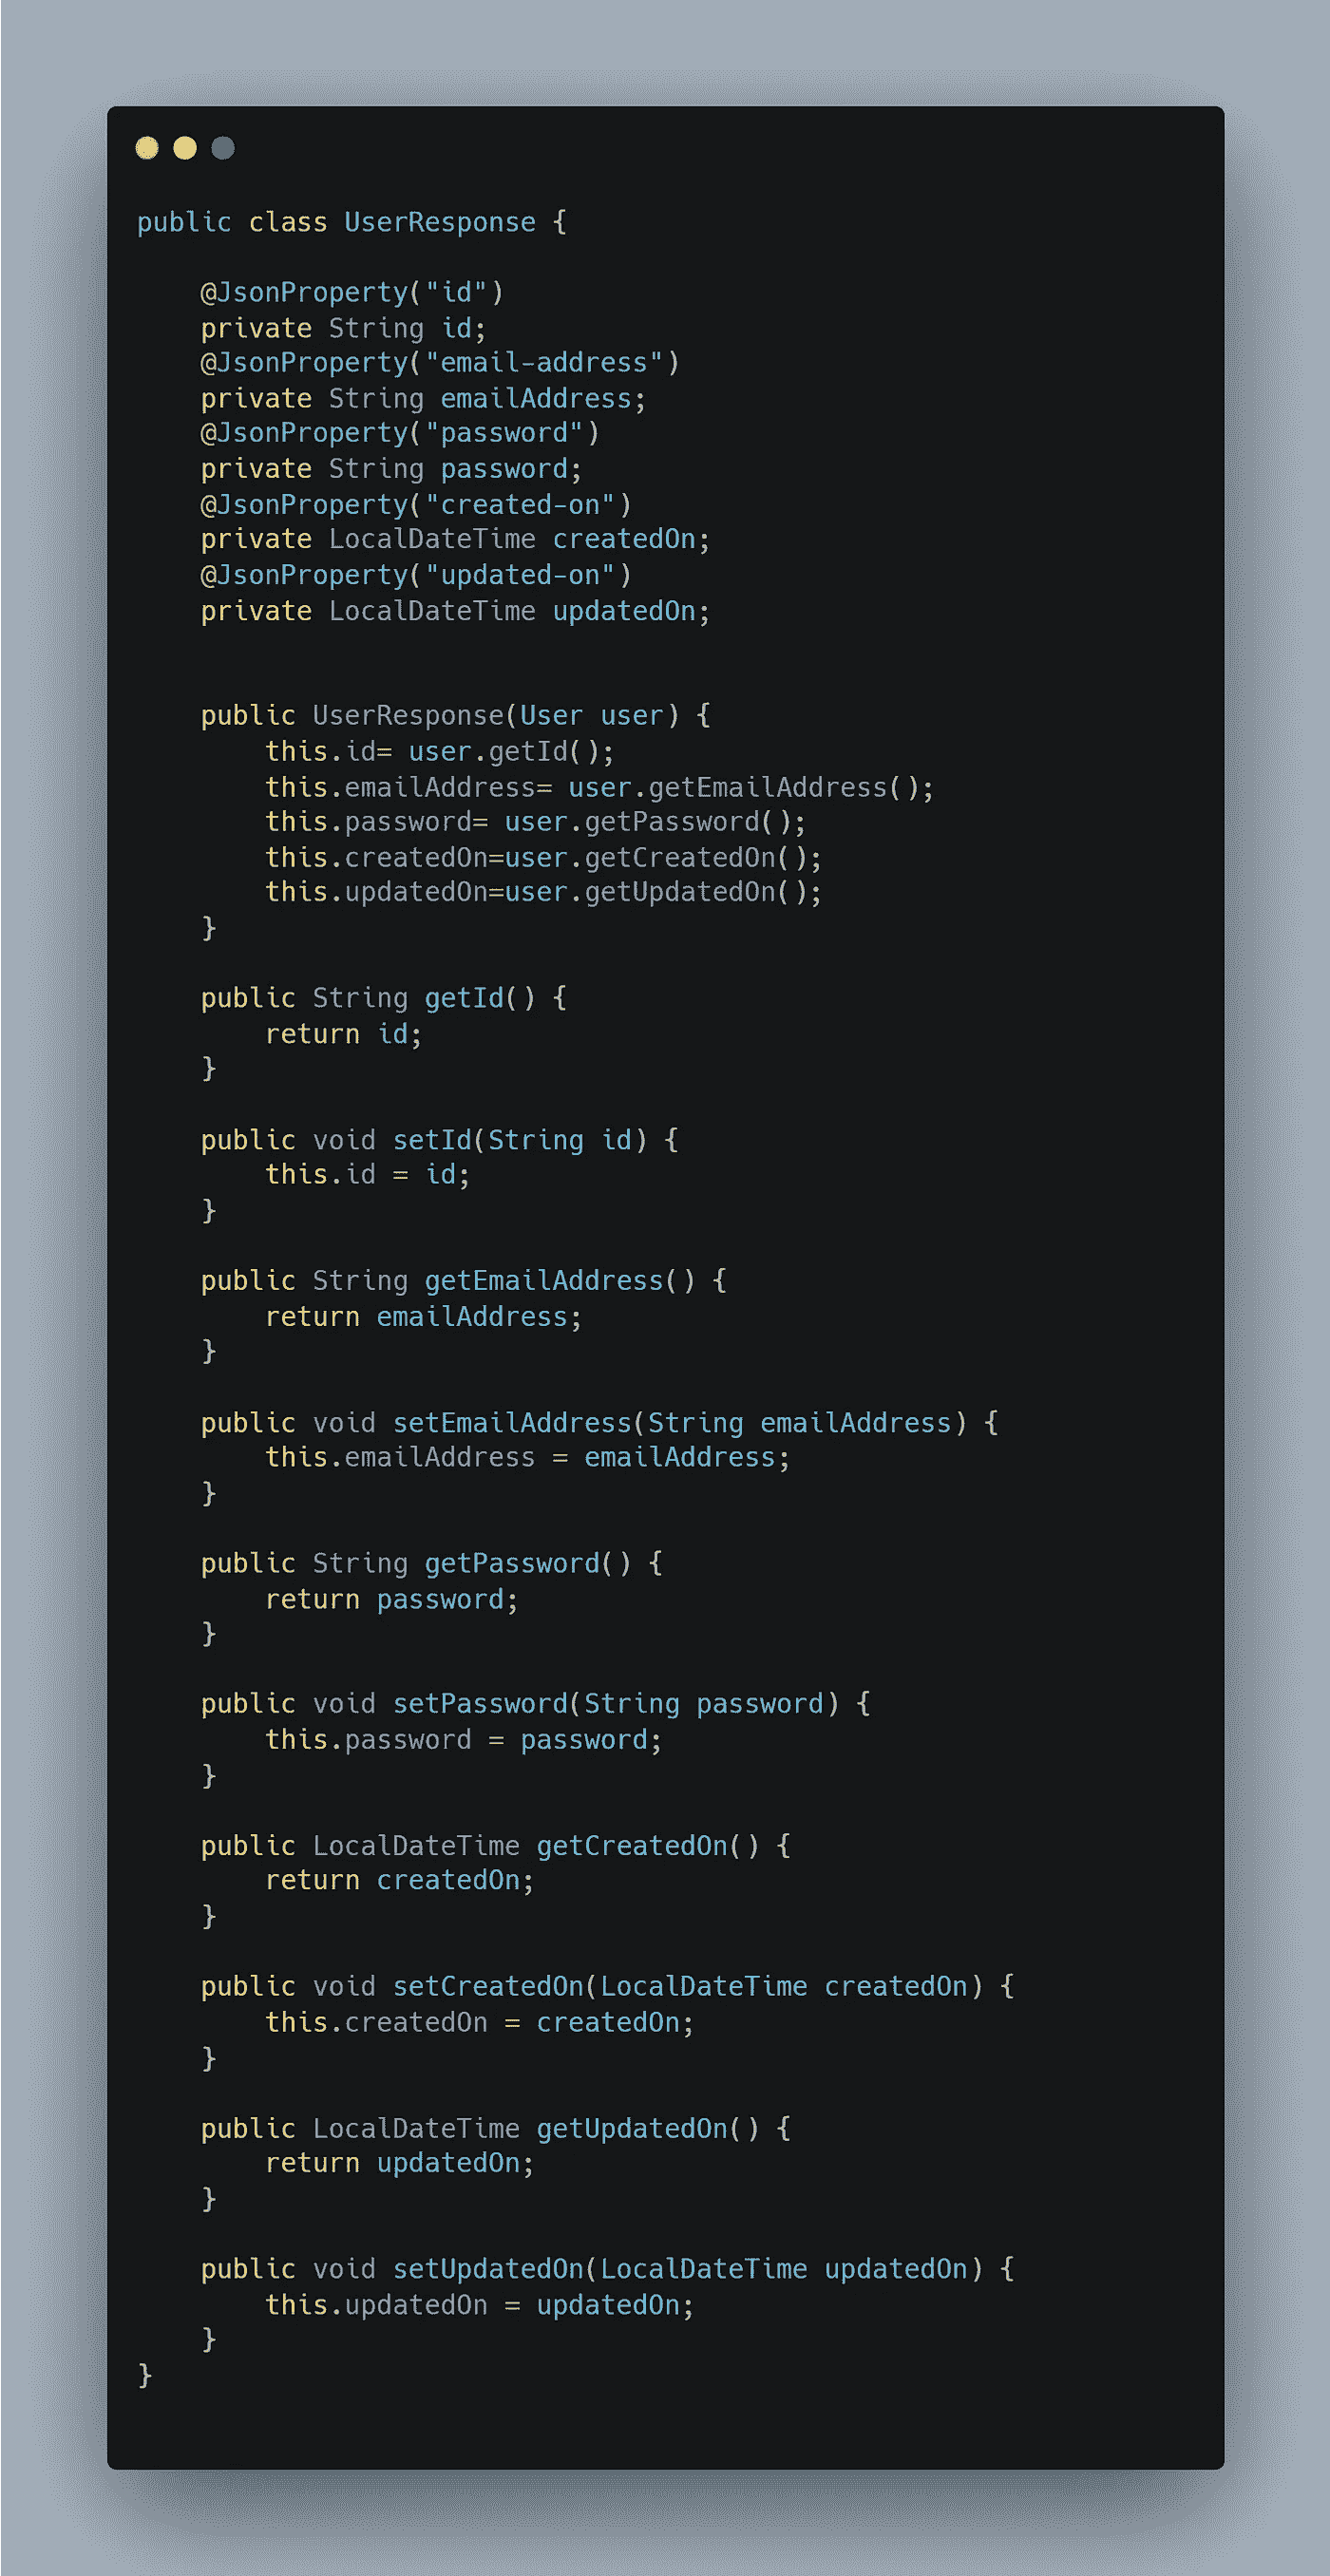 public class UserResponse {
    @JsonProperty("id")
    private String id;
    @JsonProperty("email-address")
    private String emailAddress;
    @JsonProperty("password")
    private String password;
    @JsonProperty("created-on")
    private LocalDateTime createdOn;
    @JsonProperty("updated-on")
    private LocalDateTime updatedOn;
    public UserResponse(User user) {
        this.id= user.getId();
        this.emailAddress= user.getEmailAddress();
        this.password= user.getPassword();
        this.createdOn=user.getCreatedOn();
        this.updatedOn=user.getUpdatedOn();
    }
    public String getId() {
        return id;
    }
    public void setId(String id) {
        this.id = id;
    }
    public String getEmailAddress() {
        return emailAddress;
    }
    public void setEmailAddress(String emailAddress) {
        this.emailAddress = emailAddress;
    }
    public String getPassword() {
        return password;
    }
    public void setPassword(String password) {
        this.password = password;
    }
    public LocalDateTime getCreatedOn() {
        return createdOn;
    }
    public void setCreatedOn(LocalDateTime createdOn) {
        this.createdOn = createdOn;
    }
    public LocalDateTime getUpdatedOn() {
        return updatedOn;
    }
    public void setUpdatedOn(LocalDateTime updatedOn) {
        this.updatedOn = updatedOn;
    }
}